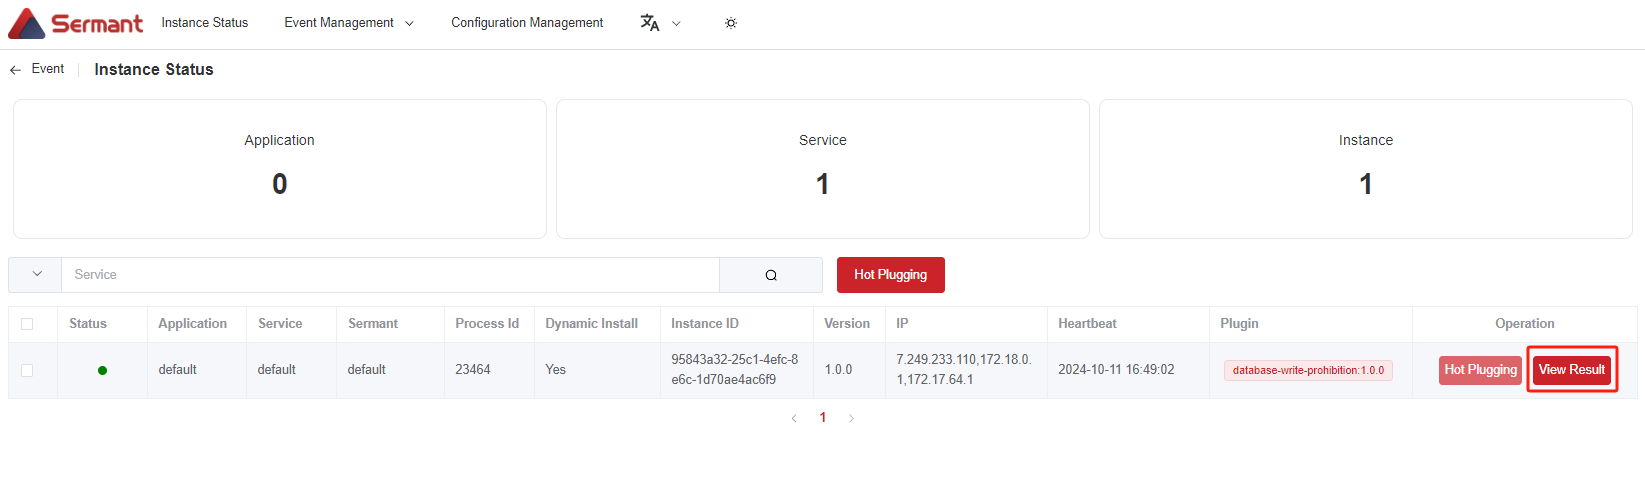 Sermant Instance Status Event Management Configuration Management
Event Instance Status
Application Service Instance
0 1 1
Service Hot Plugging
Status Application Service Sermant Process Id Dynamic Install Instance ID Version IP Heartbeat Plugin Operation
default default default 23464 Yes 95843a32-25c1-4efc-8 1.0.0 7.249.233.110,172.18.0. 2024-10-11 16:49:02 database-write-prohibition:1.0.0 Hot Plugging View Result
e6c-1d70ae4ac6f9 1,172.17.64.1
1